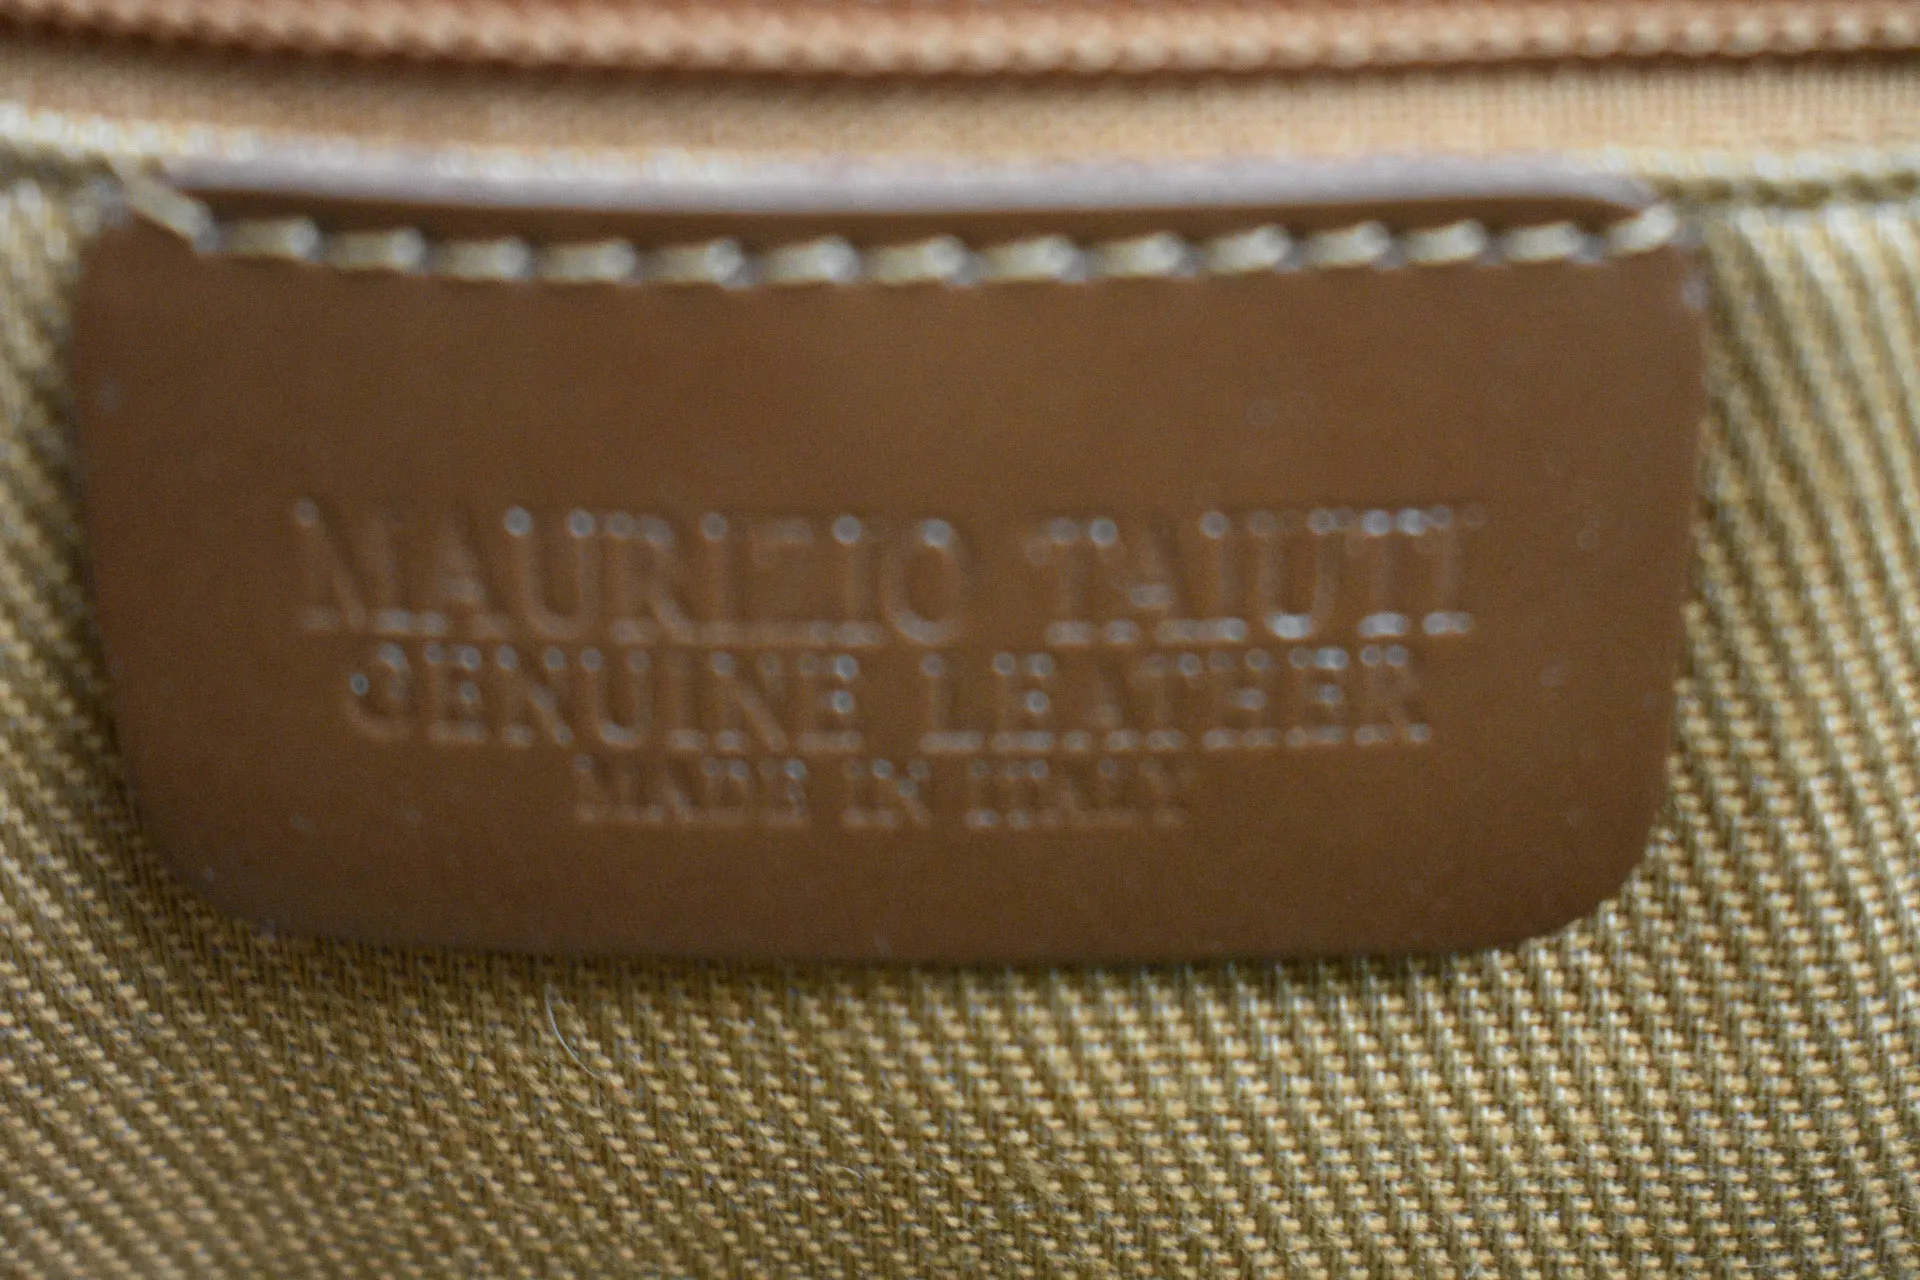 MAURIZIO TAIUTI
GENUINE LEATHER
MADE IN ITALY